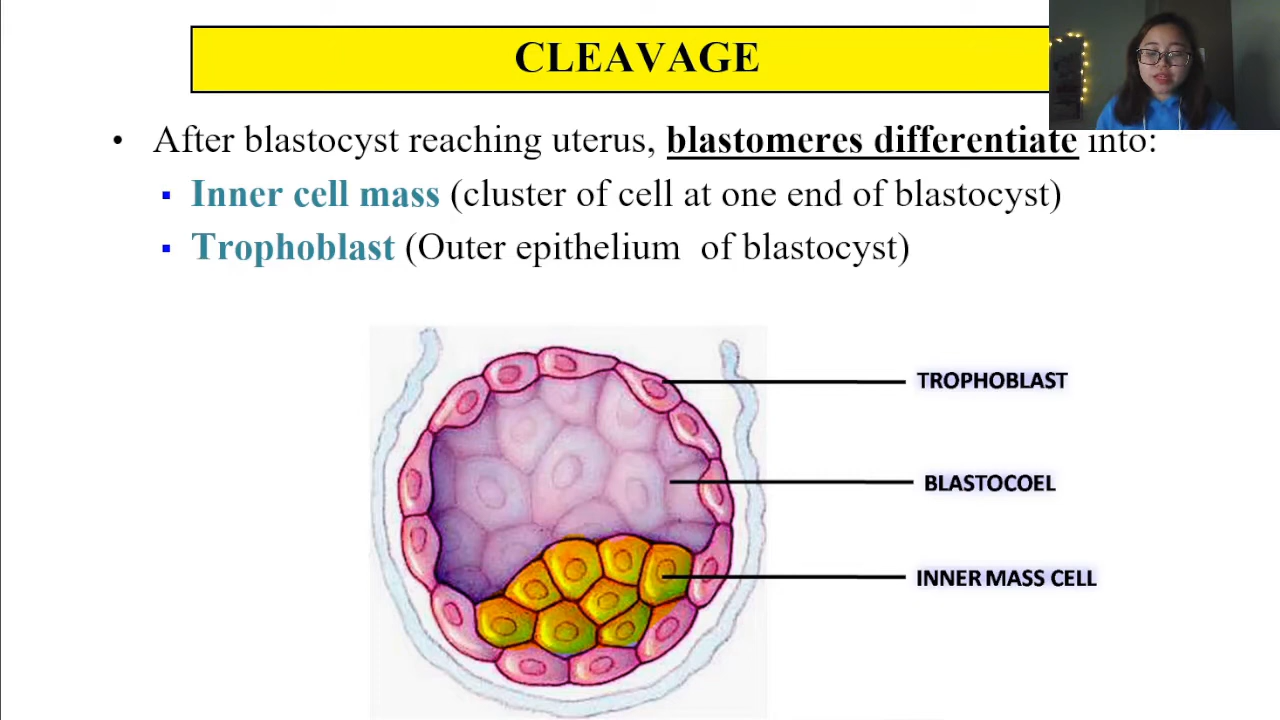 CLEAVAGE
• After blastocyst reaching uterus, blastomeres differentiate into:
▪ Inner cell mass (cluster of cell at one end of blastocyst)
▪ Trophoblast (Outer epithelium of blastocyst)
TROPHOBLAST
BLASTOCOEL
INNER MASS CELL